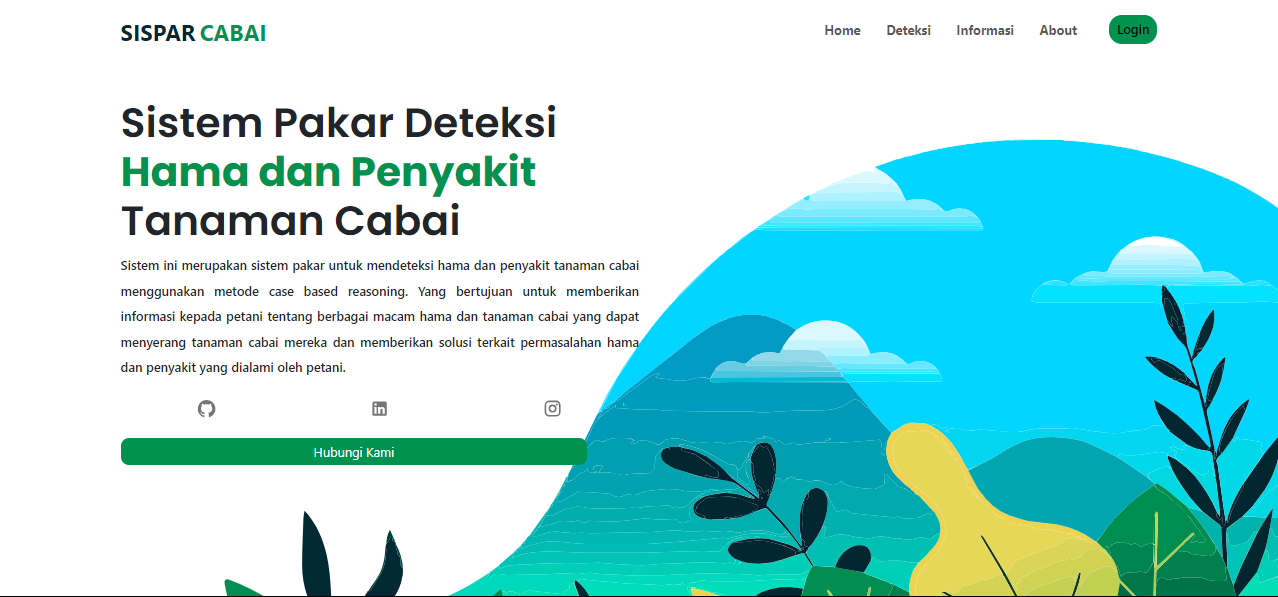 SISPAR CABAI
Home Deteksi Informasi About Login
Sistem Pakar Deteksi
Hama dan Penyakit
Tanaman Cabai
Sistem ini merupakan sistem pakar untuk mendeteksi hama dan penyakit tanaman cabai
menggunakan metode case based reasoning. Yang bertujuan untuk memberikan
informasi kepada petani tentang berbagai macam hama dan tanaman cabai yang dapat
menyerang tanaman cabai mereka dan memberikan solusi terkait permasalahan hama
dan penyakit yang dialami oleh petani.
Hubungi Kami